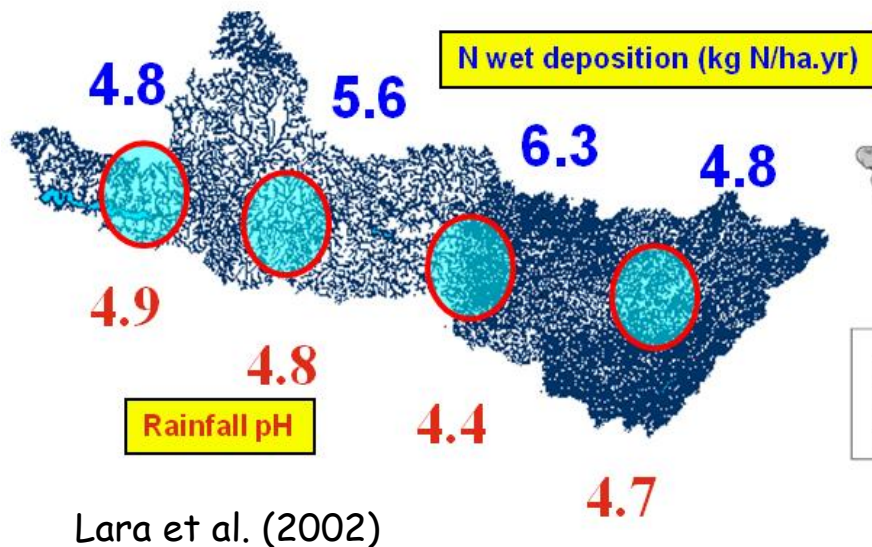 N wet deposition (kg N/ha.yr)
4.8
5.6
6.3
4.8
4.9
4.8
4.4
4.7
Rainfall pH
Lara et al. (2002)